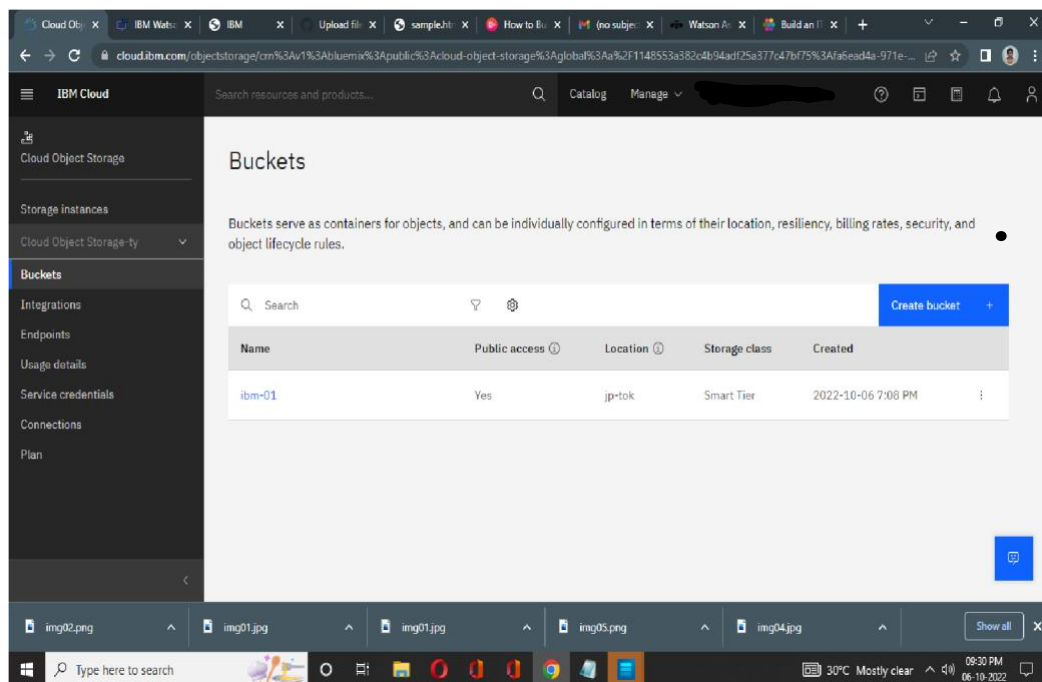 Cloud Obj
IBM Wats
IBM
Upload file
sample.ht
How to Bu
(no subjec
Watson As
Build an IT
cloud.ibm.com/objectstorage/crn%3Av1%3Abluemix%3Apublic%3Acloud-object-storage%3Aglobal%3Aa%2F1148553a382c4b94adf25a377c47bf75%3Afa6ead4a-971e-...
IBM Cloud
Search resources and products...
Catalog
Manage
Cloud Object Storage
Storage instances
Cloud Object Storage-ty
Buckets
Integrations
Endpoints
Usage details
Service credentials
Connections
Plan
Buckets
Buckets serve as containers for objects, and can be individually configured in terms of their location, resiliency, billing rates, security, and
object lifecycle rules.
Search
Create bucket +
Name Public access Location Storage class Created
ibm-01 Yes jp-tok Smart Tier 2022-10-06 7:08 PM
img02.png
img01.jpg
img01.jpg
img05.png
img04.jpg
Show all
Type here to search
30°C Mostly clear
09:30 PM
06-10-2022